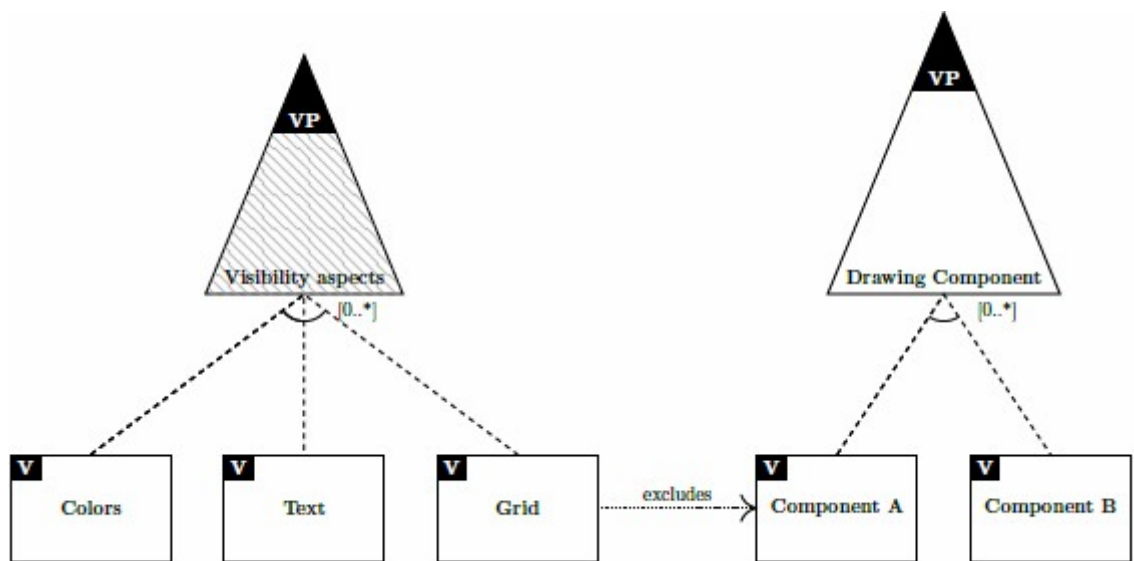 VP
VP
Visibility aspects
Drawing Component
[0..*]
[0..*]
V
V
V
V
V
Colors
Text
Grid
excludes
Component A
Component B